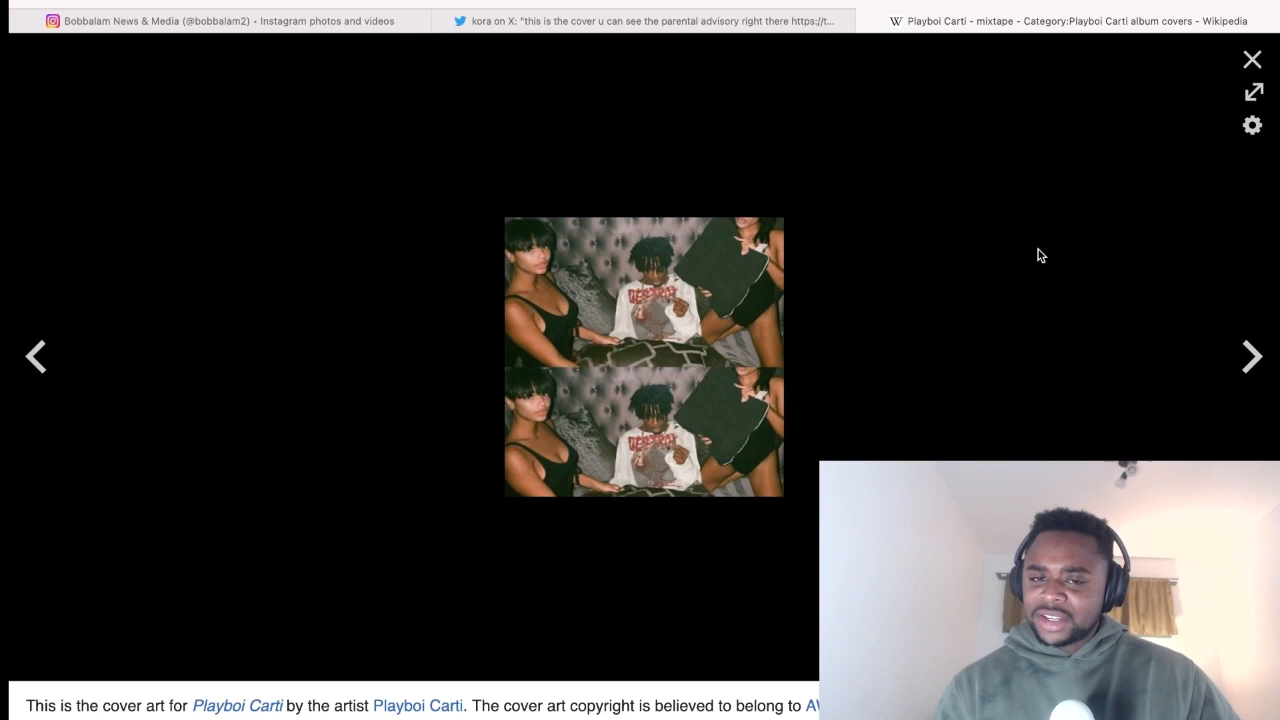 Bobbalam News & Media (@bobbalam2) • Instagram photos and videos
kora on X: "this is the cover u can see the parental advisory right there https://t...
Playboi Carti - mixtape - Category:Playboi Carti album covers - Wikipedia
DESTROY
DESTROY
This is the cover art for Playboi Carti by the artist Playboi Carti. The cover art copyright is believed to belong to